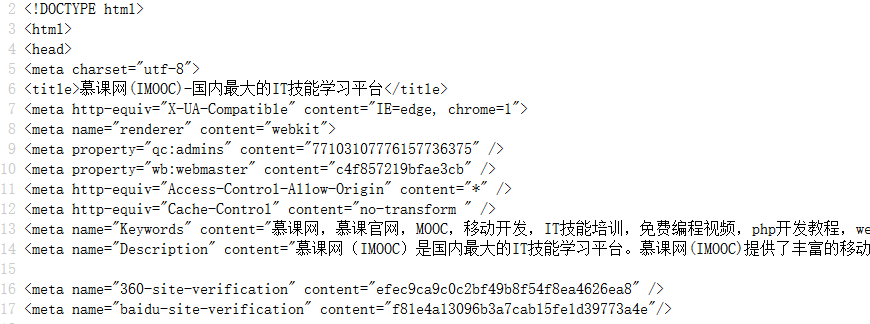 2 <!DOCTYPE html>
3 <html>
4 <head>
5 <meta charset="utf-8">
6 <title>慕课网(IMOOC)-国内最大的IT技能学习平台</title>
7 <meta http-equiv="X-UA-Compatible" content="IE=edge, chrome=1">
8 <meta name="renderer" content="webkit">
9 <meta property="qc:admins" content="77103107776157736375" />
10 <meta property="wb:webmaster" content="c4f857219bfae3cb" />
11 <meta http-equiv="Access-Control-Allow-Origin" content="*" />
12 <meta http-equiv="Cache-Control" content="no-transform " />
13 <meta name="Keywords" content="慕课网，慕课官网，MOOC，移动开发，IT技能培训，免费编程视频，php开发教程，we
14 <meta name="Description" content="慕课网（IMOOC）是国内最大的IT技能学习平台。慕课网(IMOOC)提供了丰富的移动
15
16 <meta name="360-site-verification" content="efec9ca9c0c2bf49b8f54f8ea4626ea8" />
17 <meta name="baidu-site-verification" content="f81e4a13096b3a7cab15fe1d39773a4e"/>